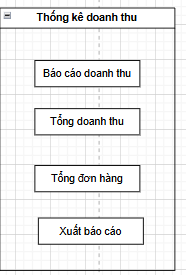 Thống kê doanh thu
Báo cáo doanh thu
Tổng doanh thu
Tổng đơn hàng
Xuất báo cáo